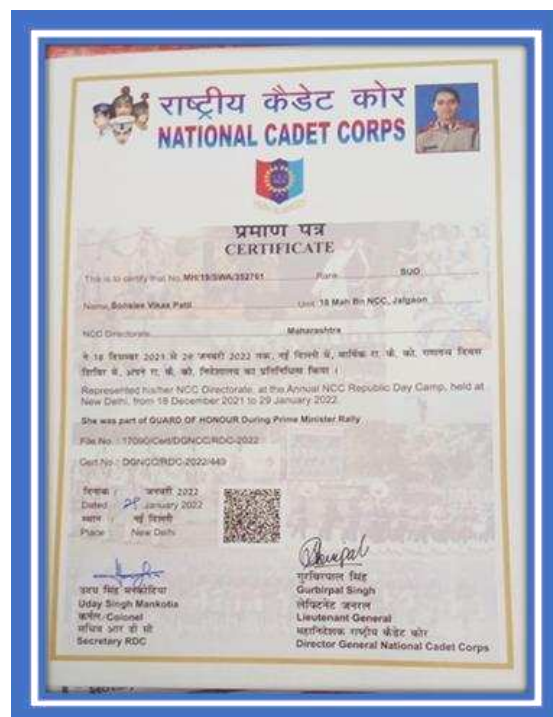 राष्ट्रीय कैडेट कोर
NATIONAL CADET CORPS
प्रमाण पत्र
CERTIFICATE
This is to certify that No. MH/19/SWA/352761 Rank SUO
Name Vikas Patil Unit 18 Mah Bn NCC, Jalgaon
NCC Directorate Maharashtra
ने 18 दिसम्बर 2021 से 29 जनवरी 2022 तक, नई दिल्ली में, वार्षिक रा. कै. को. गणतन्त्र दिवस
शिविर में, अपने रा. कै. को. निदेशालय का प्रतिनिधित्व किया ।
Represented his/her NCC Directorate, at the Annual NCC Republic Day Camp, held at
New Delhi, from 18 December 2021 to 29 January 2022.
She was part of GUARD OF HONOUR During Prime Minister Rally
File No. : 17090/Cert/DGNCC/RDC-2022
Cert No.: DGNCC/RDC-2022/449
दिनांक : जनवरी 2022
Dated 28 January 2022
स्थान : नई दिल्ली
Place : New Delhi
उदय सिंह मनकोटिया
Uday Singh Mankotia
कर्नल/Colonel
सचिव आर डी सी
Secretary RDC
गुरबिरपाल सिंह
Gurbirpal Singh
लेफ्टिनेंट जनरल
Lieutenant General
महानिदेशक राष्ट्रीय कैडेट कोर
Director General National Cadet Corps